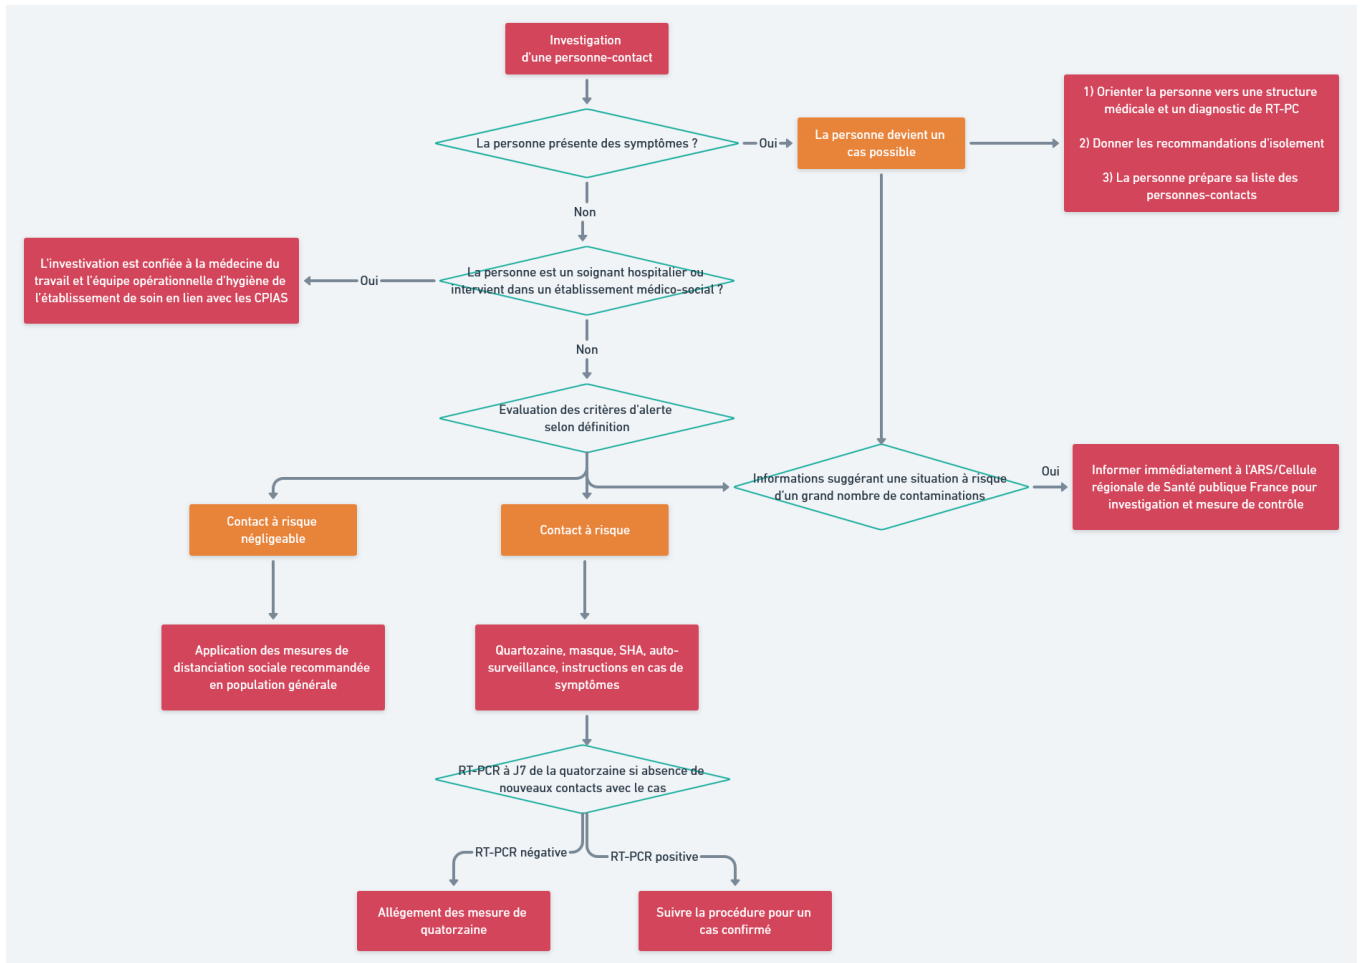 Investigation
d'une personne-contact
La personne présente des symptômes ?
Oui
La personne devient un
cas possible
1) Orienter la personne vers une structure
médicale et un diagnostic de RT-PC
2) Donner les recommandations d'isolement
3) La personne prépare sa liste des
personnes-contacts
Non
L'investivation est confiée à la médecine du
travail et l'équipe opérationnelle d'hygiène de
l'établissement de soin en lien avec les CPIAS
Oui
La personne est un soignant hospitalier ou
intervient dans un établissement médico-social ?
Non
Evaluation des critères d'alerte
selon définition
Informations suggérant une situation à risque
d'un grand nombre de contaminations
Oui
Informer immédiatement à l'ARS/Cellule
régionale de Santé publique France pour
investigation et mesure de contrôle
Contact à risque
négligeable
Contact à risque
Application des mesures de
distanciation sociale recommandée
en population générale
Quartozaine, masque, SHA, auto-
surveillance, instructions en cas de
symptômes
RT-PCR à J7 de la quatorzaine si absence de
nouveaux contacts avec le cas
RT-PCR négative
RT-PCR positive
Allégement des mesure de
quatorzaine
Suivre la procédure pour un
cas confirmé